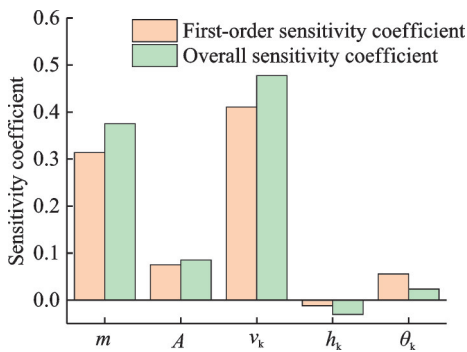 First-order sensitivity coefficient
Overall sensitivity coefficient
Sensitivity coefficient
0.6
0.5
0.4
0.3
0.2
0.1
0.0
m A vₖ hₖ θₖ